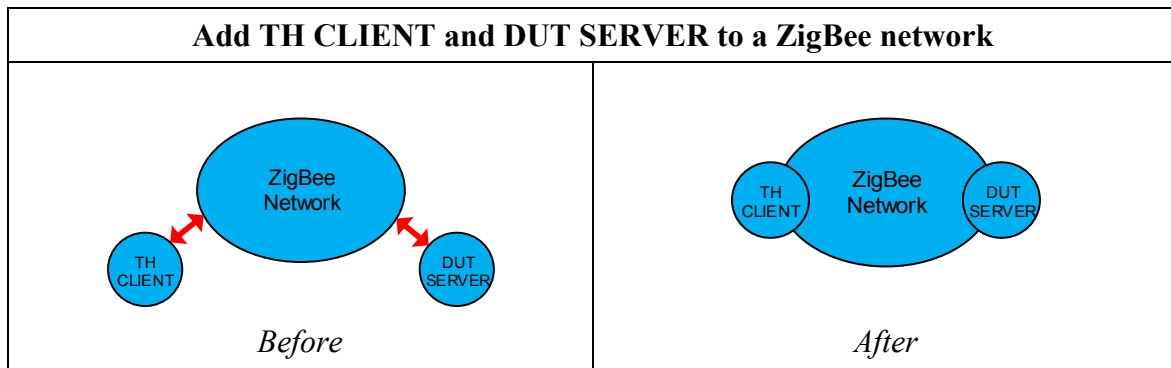 Add TH CLIENT and DUT SERVER to a ZigBee network
ZigBee
Network
TH
CLIENT
DUT
SERVER
Before
TH
CLIENT
ZigBee
Network
DUT
SERVER
After